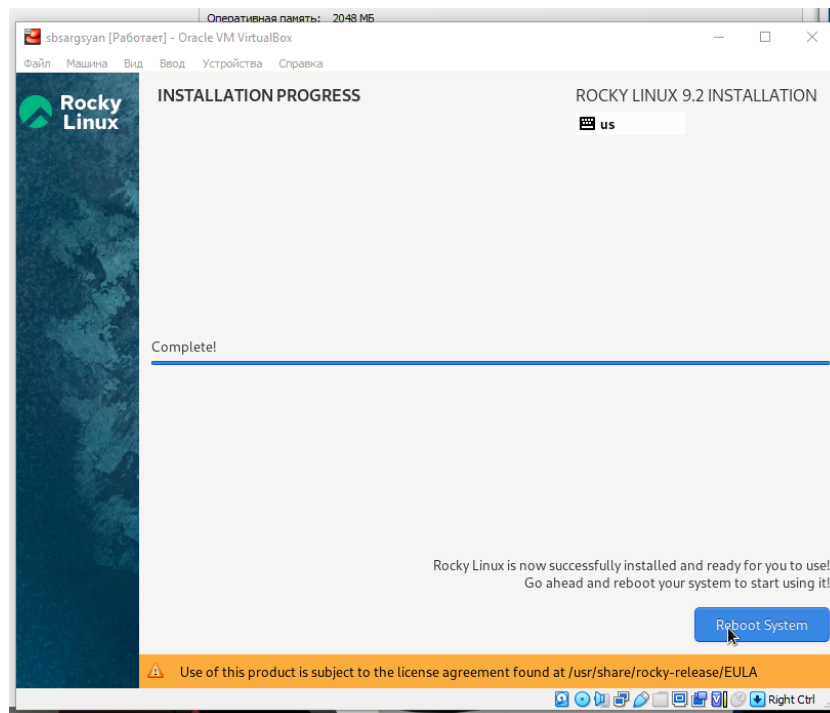 Оперативная память: 2048 МБ
sbsargsyan [Работает] - Oracle VM VirtualBox
Файл Машина Вид Ввод Устройства Справка
Rocky
Linux
INSTALLATION PROGRESS
ROCKY LINUX 9.2 INSTALLATION
us
Complete!
Rocky Linux is now successfully installed and ready for you to use!
Go ahead and reboot your system to start using it!
Reboot System
Use of this product is subject to the license agreement found at /usr/share/rocky-release/EULA
Right Ctrl